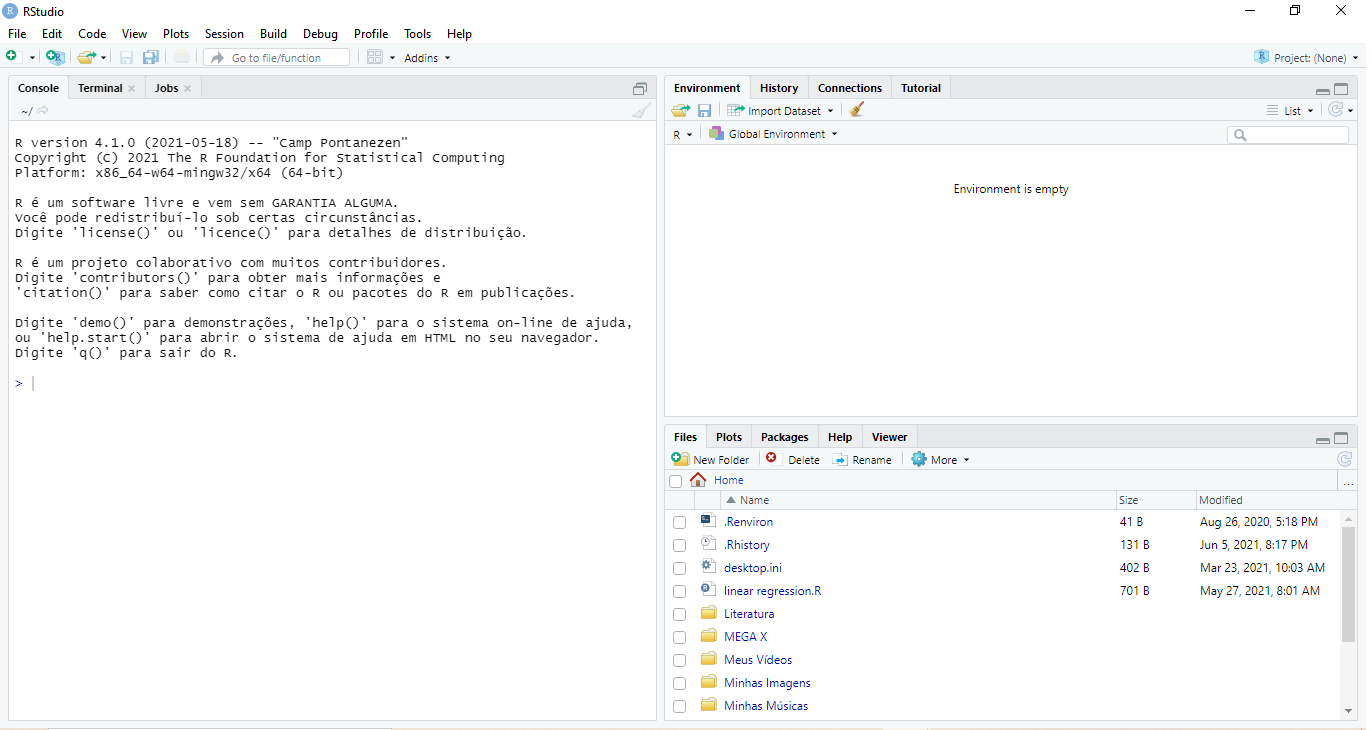 RStudio
File Edit Code View Plots Session Build Debug Profile Tools Help
Go to file/function Addins Project: (None)
Console Terminal Jobs
~/
R version 4.1.0 (2021-05-18) -- "Camp Pontanezen"
Copyright (C) 2021 The R Foundation for Statistical Computing
Platform: x86_64-w64-mingw32/x64 (64-bit)
R é um software livre e vem sem GARANTIA ALGUMA.
Você pode redistribuí-lo sob certas circunstâncias.
Digite 'license()' ou 'licence()' para detalhes de distribuição.
R é um projeto colaborativo com muitos contribuidores.
Digite 'contributors()' para obter mais informações e
'citation()' para saber como citar o R ou pacotes do R em publicações.
Digite 'demo()' para demonstrações, 'help()' para o sistema on-line de ajuda,
ou 'help.start()' para abrir o sistema de ajuda em HTML no seu navegador.
Digite 'q()' para sair do R.
>
Environment History Connections Tutorial
Import Dataset List
R Global Environment
Environment is empty
Files Plots Packages Help Viewer
New Folder Delete Rename More
Home ...
Name Size Modified
.Renviron 41 B Aug 26, 2020, 5:18 PM
.Rhistory 131 B Jun 5, 2021, 8:17 PM
desktop.ini 402 B Mar 23, 2021, 10:03 AM
linear regression.R 701 B May 27, 2021, 8:01 AM
Literatura
MEGA X
Meus Vídeos
Minhas Imagens
Minhas Músicas